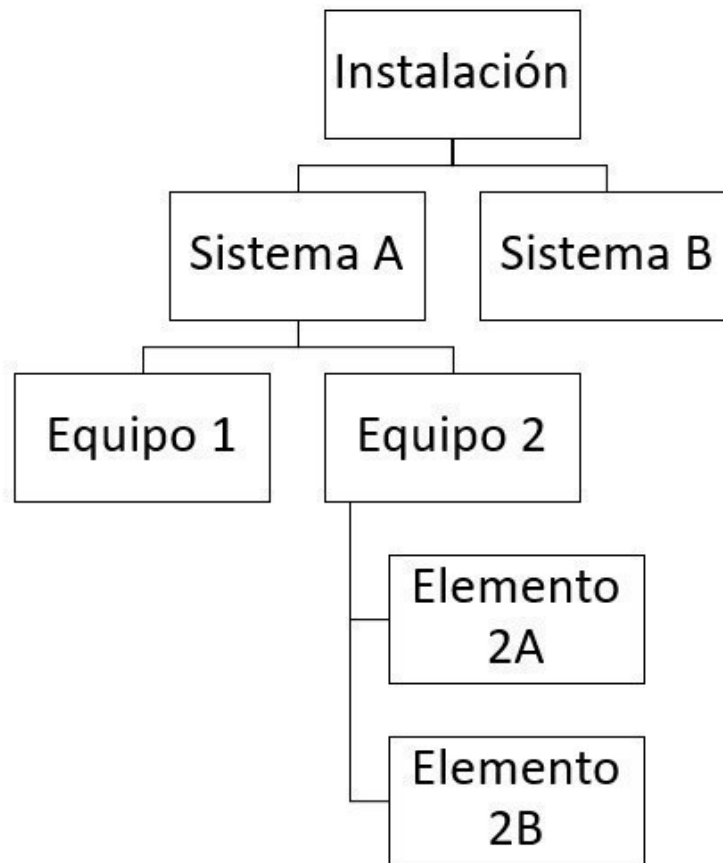 Instalación
Sistema A
Sistema B
Equipo 1
Equipo 2
Elemento
2A
Elemento
2B